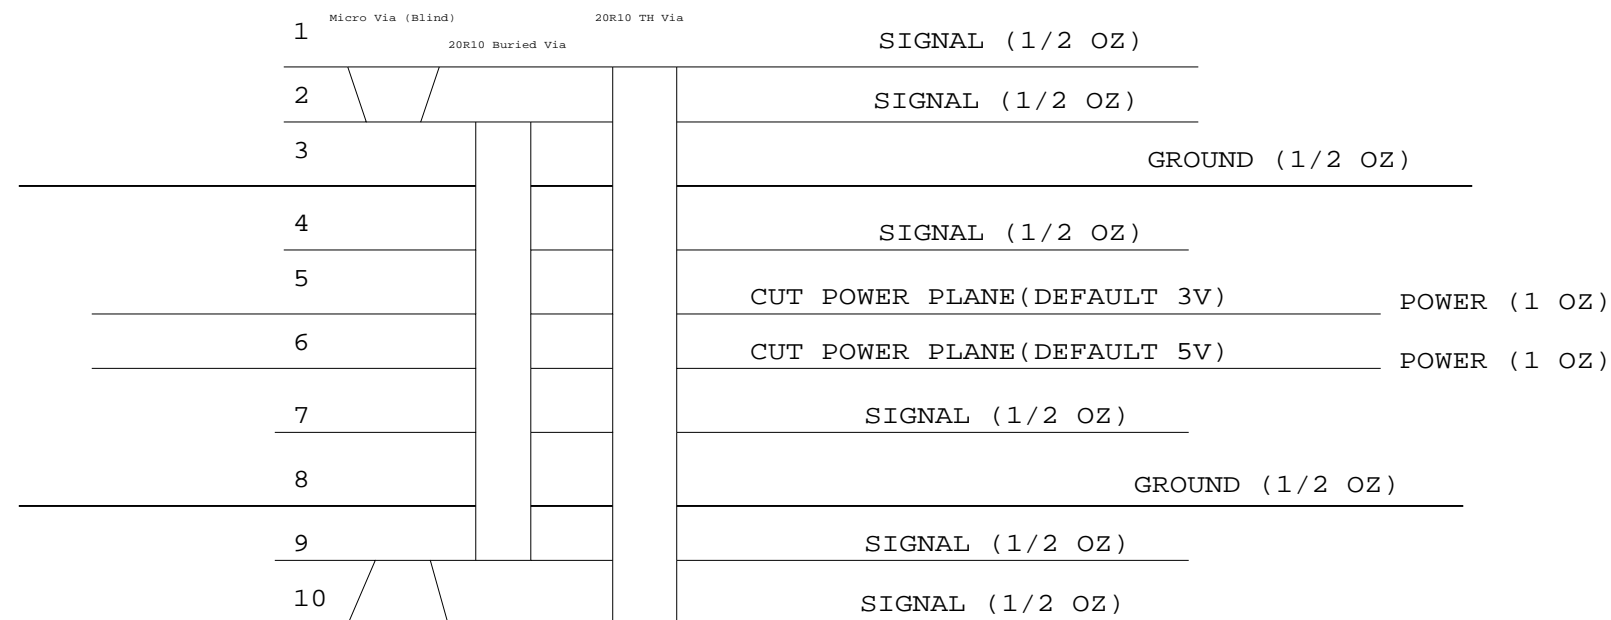 Micro Via (Blind)
20R10 TH Via
1
20R10 Buried Via
SIGNAL (1/2 OZ)
2
SIGNAL (1/2 OZ)
3
GROUND (1/2 OZ)
4
SIGNAL (1/2 OZ)
5
CUT POWER PLANE(DEFAULT 3V)
POWER (1 OZ)
6
CUT POWER PLANE(DEFAULT 5V)
POWER (1 OZ)
7
SIGNAL (1/2 OZ)
8
GROUND (1/2 OZ)
9
SIGNAL (1/2 OZ)
10
SIGNAL (1/2 OZ)